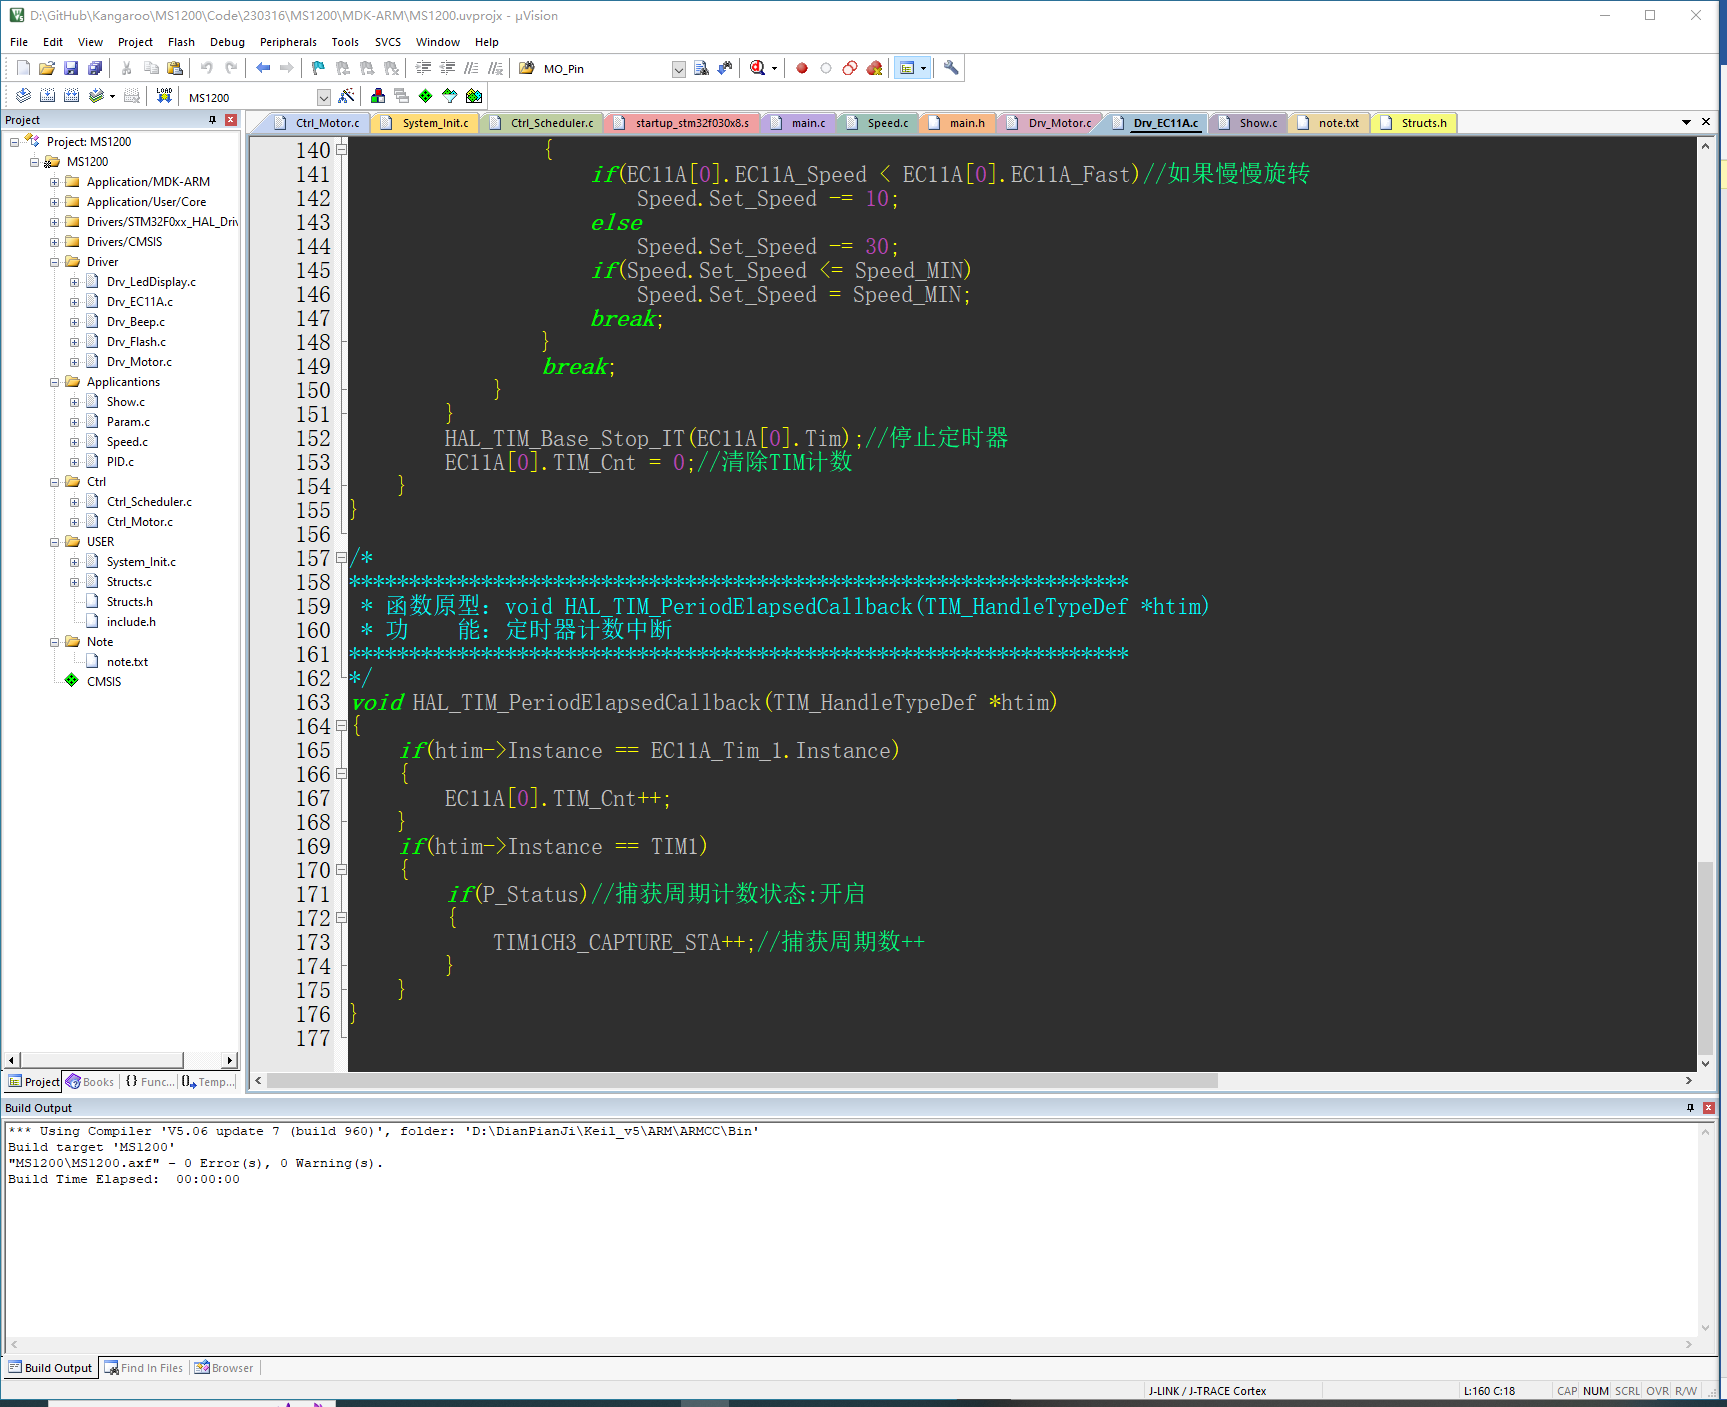 D:\GitHub\Kangaroo\MS1200\Code\230316\MS1200\MDK-ARM\MS1200.uvprojx - µVision
File Edit View Project Flash Debug Peripherals Tools SVCS Window Help
MO_Pin
LOAD MS1200
Project
Project: MS1200
MS1200
Application/MDK-ARM
Application/User/Core
Drivers/STM32F0xx_HAL_Driv
Drivers/CMSIS
Driver
Drv_LedDisplay.c
Drv_EC11A.c
Drv_Beep.c
Drv_Flash.c
Drv_Motor.c
Applicantions
Show.c
Param.c
Speed.c
PID.c
Ctrl
Ctrl_Scheduler.c
Ctrl_Motor.c
USER
System_Init.c
Structs.c
Structs.h
include.h
Note
note.txt
CMSIS
Project Books {} Func... Temp...
Ctrl_Motor.c System_Init.c Ctrl_Scheduler.c startup_stm32f030x8.s main.c Speed.c main.h Drv_Motor.c Drv_EC11A.c Show.c note.txt Structs.h
140 {
141 if(EC11A[0].EC11A_Speed < EC11A[0].EC11A_Fast)//如果慢慢旋转
142 Speed.Set_Speed -= 10;
143 else
144 Speed.Set_Speed -= 30;
145 if(Speed.Set_Speed <= Speed_MIN)
146 Speed.Set_Speed = Speed_MIN;
147 break;
148 }
149 break;
150 }
151 }
152 HAL_TIM_Base_Stop_IT(EC11A[0].Tim);//停止定时器
153 EC11A[0].TIM_Cnt = 0;//清除TIM计数
154 }
155 }
156
157 /*
158 *****************************************************************
159 * 函数原型: void HAL_TIM_PeriodElapsedCallback(TIM_HandleTypeDef *htim)
160 * 功    能: 定时器计数中断
161 *****************************************************************
162 */
163 void HAL_TIM_PeriodElapsedCallback(TIM_HandleTypeDef *htim)
164 {
165 if(htim->Instance == EC11A_Tim_1.Instance)
166 {
167 EC11A[0].TIM_Cnt++;
168 }
169 if(htim->Instance == TIM1)
170 {
171 if(P_Status)//捕获周期计数状态:开启
172 {
173 TIM1CH3_CAPTURE_STA++;//捕获周期数++
174 }
175 }
176 }
177
Build Output
*** Using Compiler 'V5.06 update 7 (build 960)', folder: 'D:\DianPianJi\Keil_v5\ARM\ARMCC\Bin'
Build target 'MS1200'
"MS1200\MS1200.axf" - 0 Error(s), 0 Warning(s).
Build Time Elapsed:  00:00:00
Build Output Find In Files Browser
J-LINK / J-TRACE Cortex L:160 C:18 CAP NUM SCRL OVR R/W